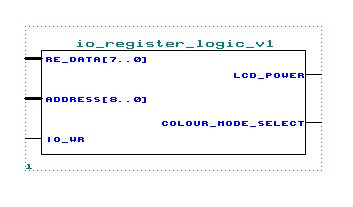 io_register_logic_v1
RE_DATA[7..0]
LCD_POWER
ADDRESS[8..0]
COLOUR_MODE_SELECT
IO_WR
1